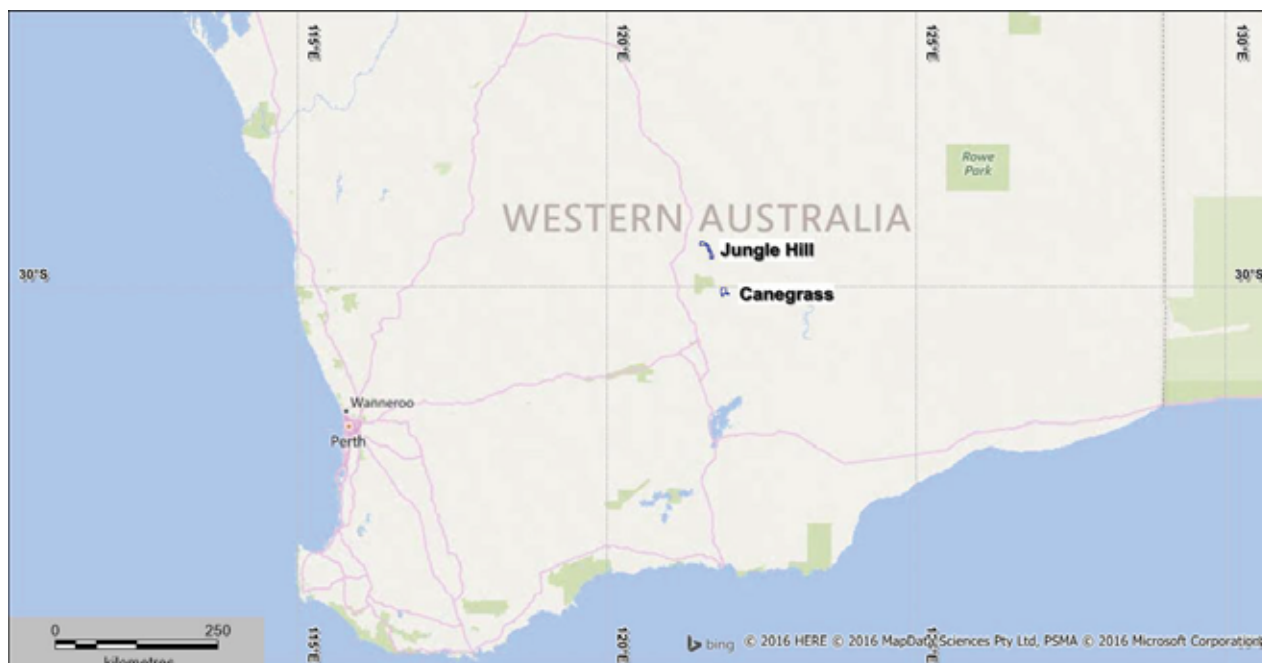 115°E
120°E
125°E
130°E
Rowe
Park
WESTERN AUSTRALIA
Jungle Hill
30°S
30°S
Canegrass
Wanneroo
Perth
0 250
kilometres
115°E
120°E
bing © 2016 HERE © 2016 MapData Sciences Pty Ltd, PSMA © 2016 Microsoft Corporation